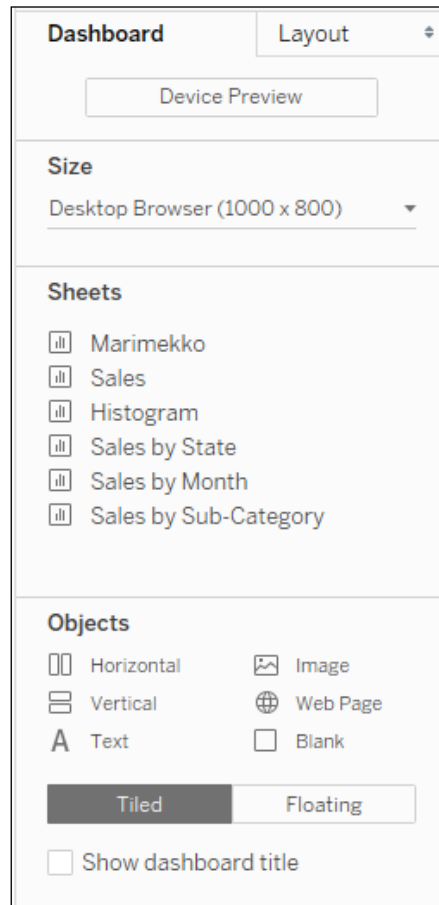 Dashboard Layout
Device Preview
Size
Desktop Browser (1000 x 800)
Sheets
Marimekko
Sales
Histogram
Sales by State
Sales by Month
Sales by Sub-Category
Objects
Horizontal Image
Vertical Web Page
A Text Blank
Tiled Floating
Show dashboard title